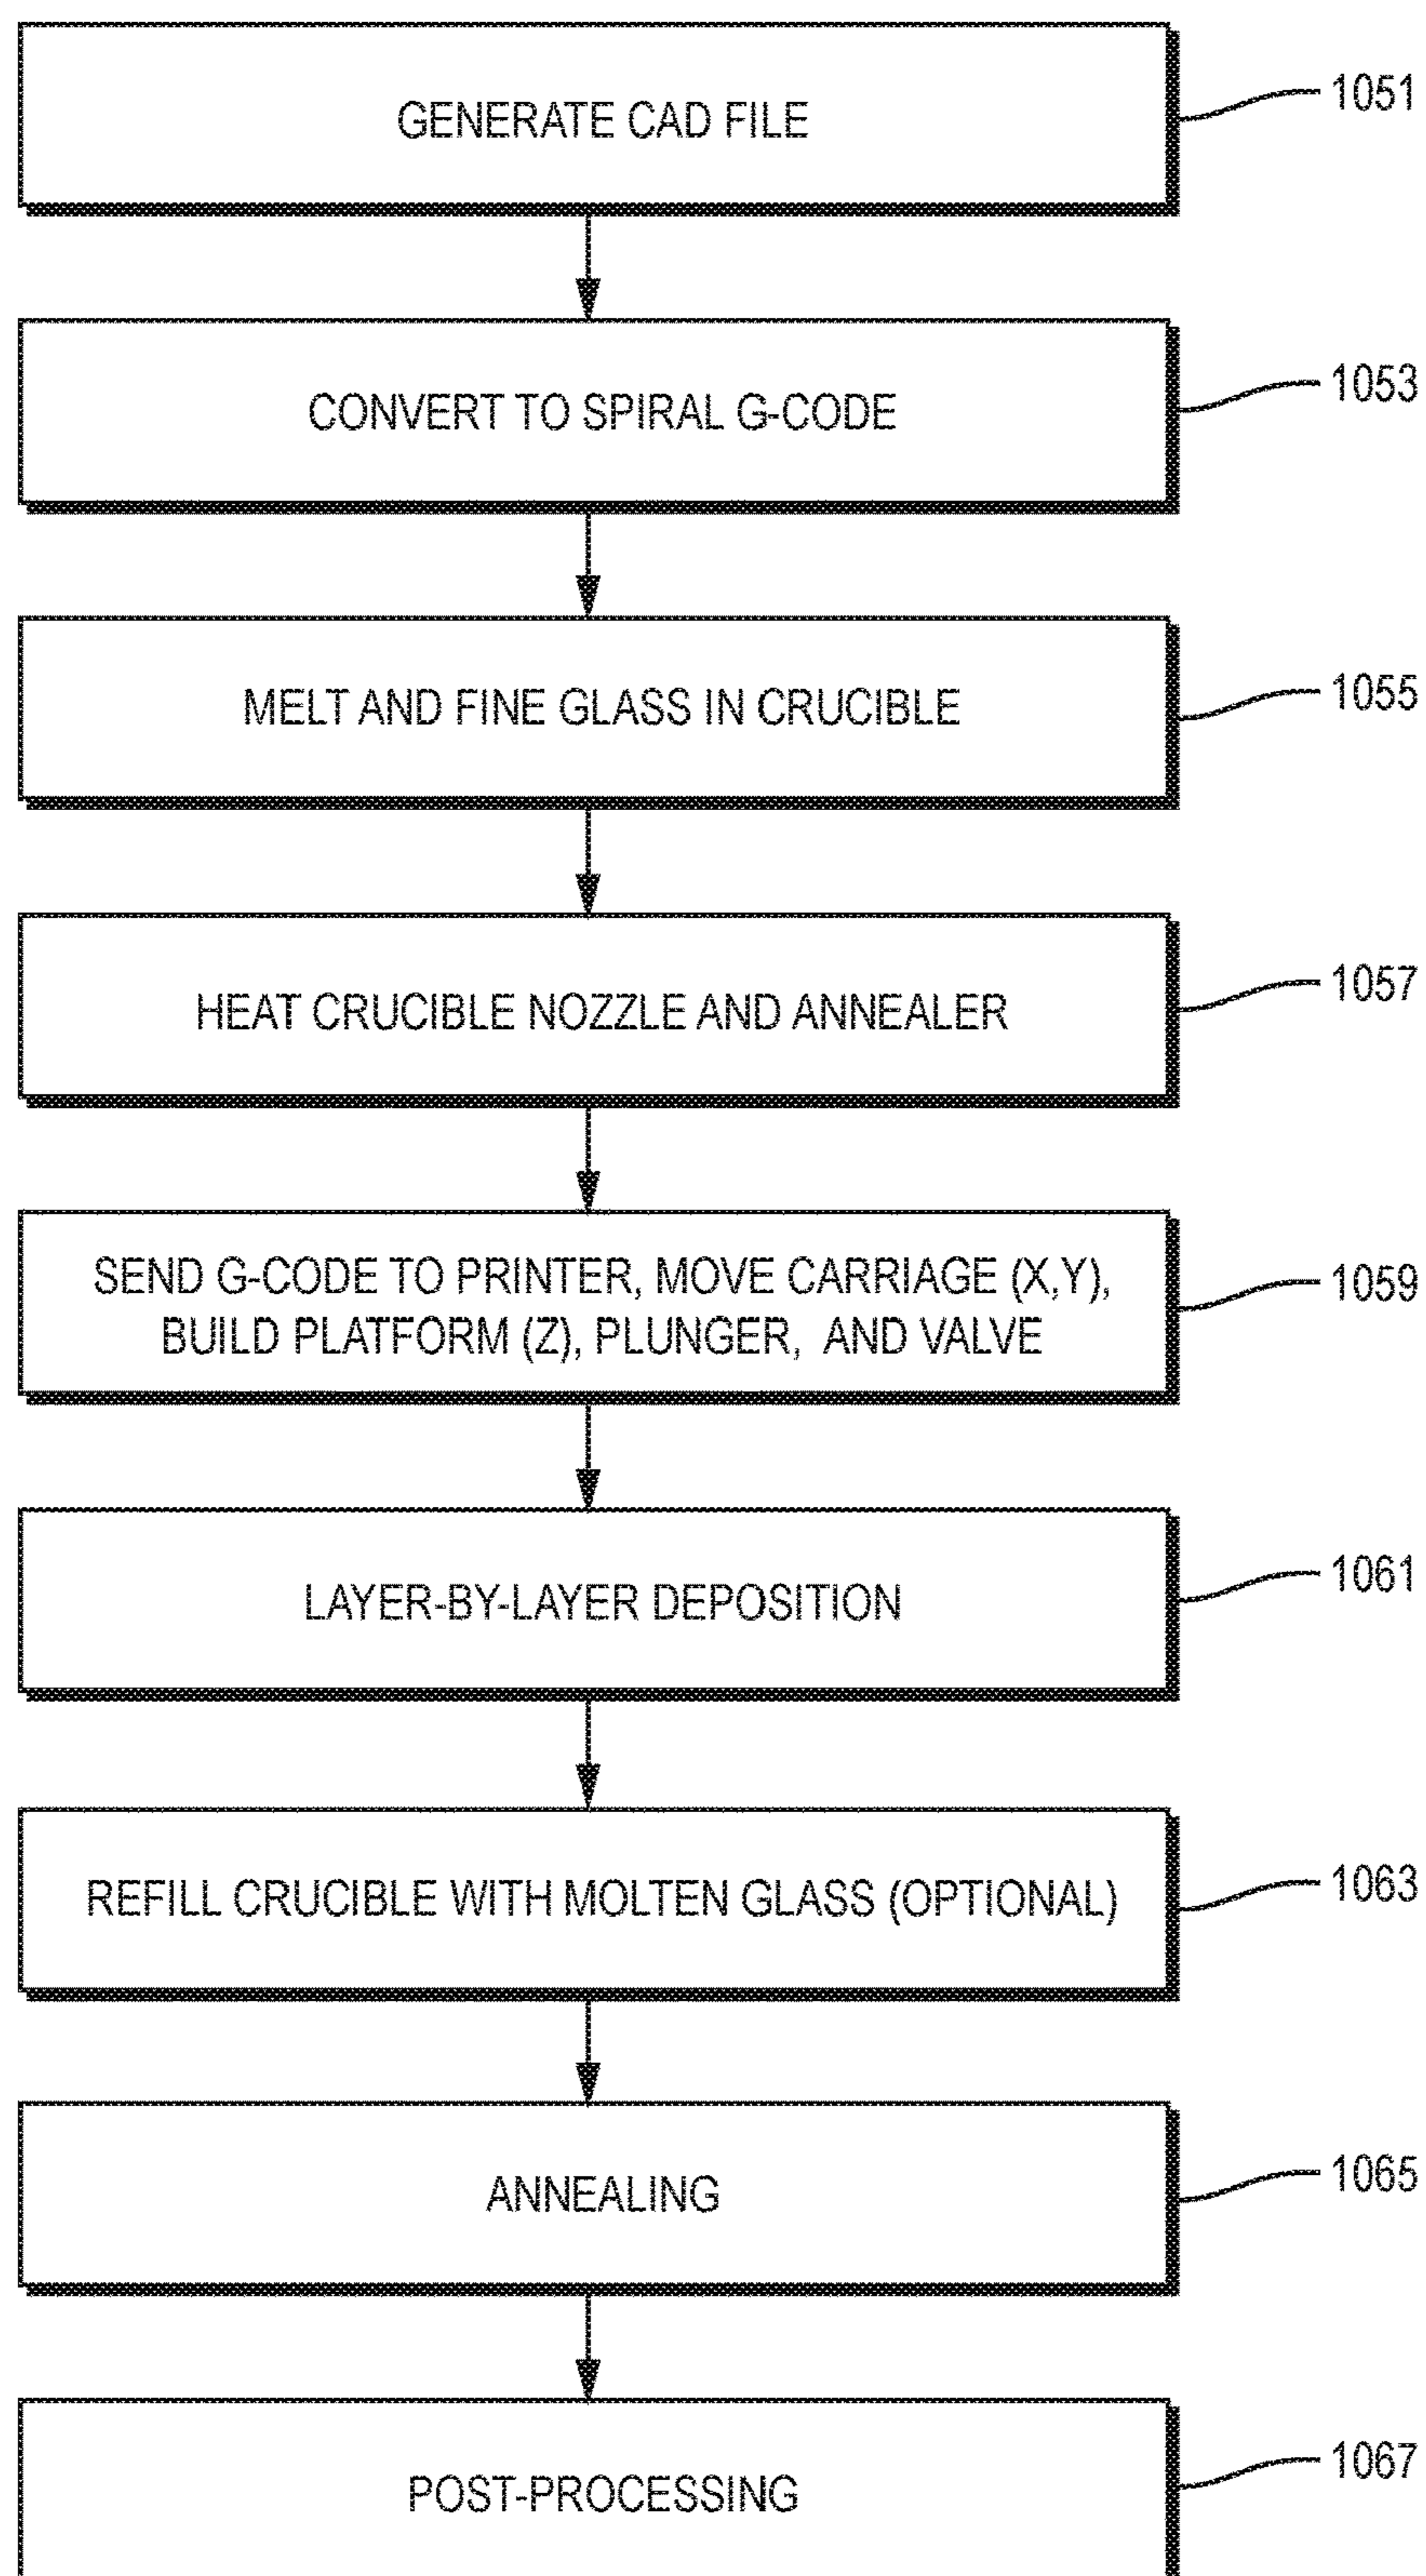 GENERATE CAD FILE
1051
CONVERT TO SPIRAL G-CODE
1053
MELT AND FINE GLASS IN CRUCIBLE
1055
HEAT CRUCIBLE NOZZLE AND ANNEALER
1057
SEND G-CODE TO PRINTER, MOVE CARRIAGE (X,Y),
BUILD PLATFORM (Z), PLUNGER, AND VALVE
1059
LAYER-BY-LAYER DEPOSITION
1061
REFILL CRUCIBLE WITH MOLTEN GLASS (OPTIONAL)
1063
ANNEALING
1065
POST-PROCESSING
1067